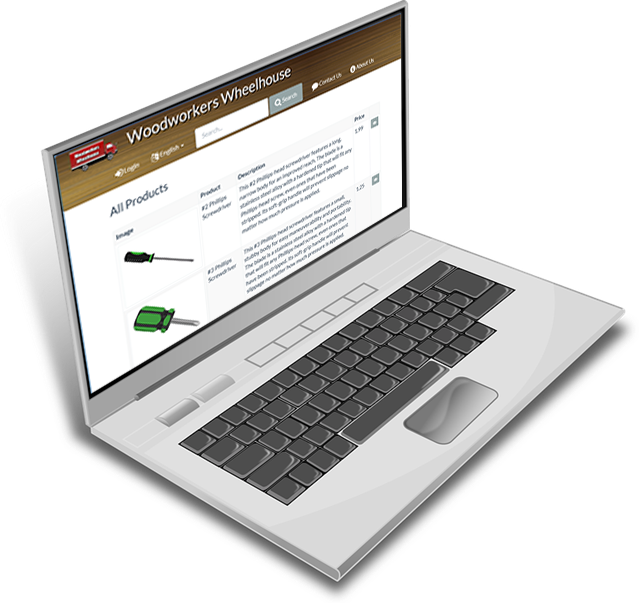 Woodworkers Wheelhouse
Woodworkers
Wheelhouse
Login
English
Search...
Search
Contact Us
About Us
All Products
Image
Product
Description
Price
#2 Phillips
Screwdriver
This #2 Phillips head screwdriver features a long,
narrow body for an improved reach. The blade is a
stainless steel alloy with a hardened tip that will fit any
Phillips head screw, even ones that have been
stripped. Its soft-grip handle will prevent slippage no
matter how much pressure is applied.
1.99
#2 Phillips
Screwdriver
This #2 Phillips head screwdriver features a small,
stubby body for easy maneuverability and portability.
The blade is a stainless steel alloy with a hardened tip
that will fit any Phillips head screw, even ones that
have been stripped. Its soft-grip handle will prevent
slippage no matter how much pressure is applied.
1.25